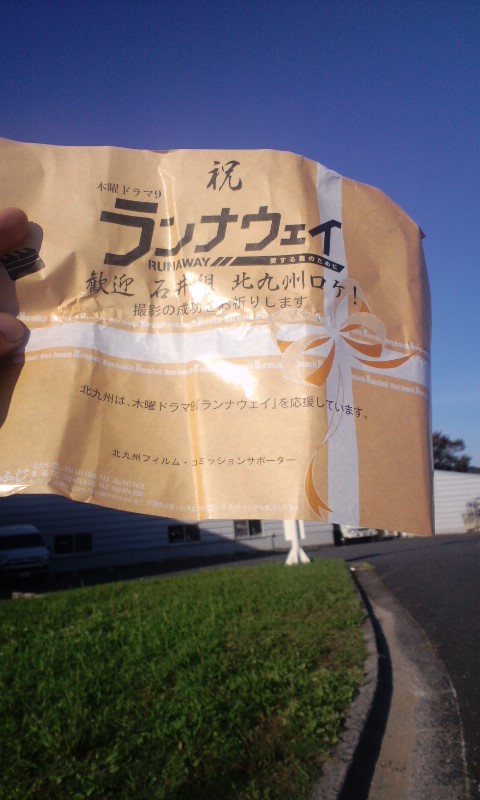 祝
木曜ドラマ9
ランナウェイ
RUNAWAY 愛する君のために
歓迎 石井組 北九州ロケ!
撮影の成功をお祈りします
北九州は、木曜ドラマ9『ランナウェイ』を応援しています。
北九州フィルム・コミッションサポーター